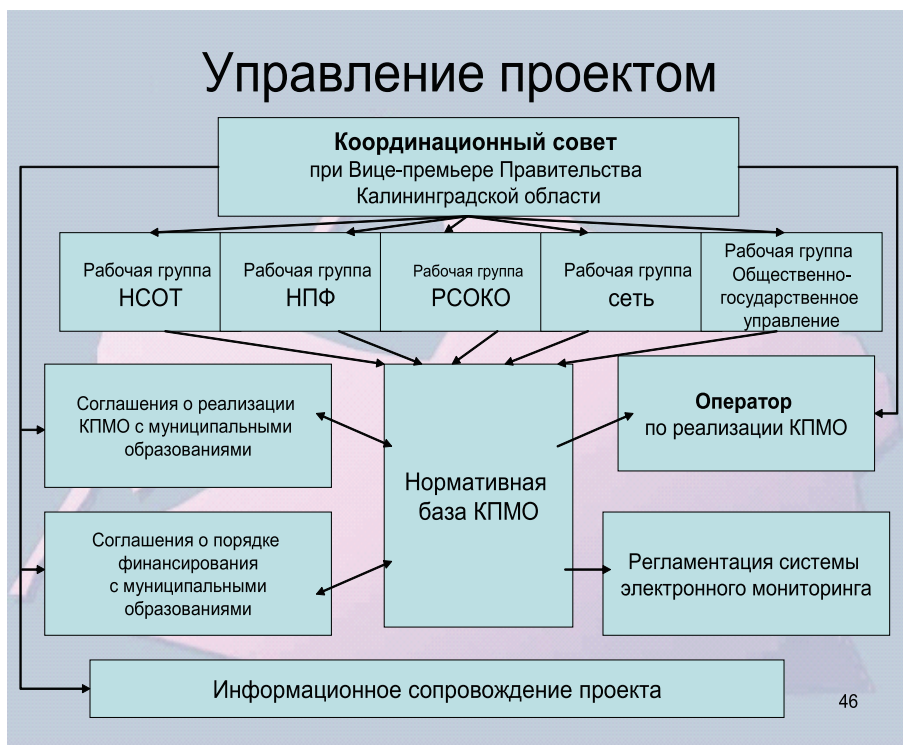 Управление проектом
Координационный совет
при Вице-премьере Правительства
Калининградской области
Рабочая группа
НСОТ
Рабочая группа
НПФ
Рабочая группа
РСОКО
Рабочая группа
сеть
Рабочая группа
Общественно-
государственное
управление
Соглашения о реализации
КПМО с муниципальными
образованиями
Нормативная
база КПМО
Оператор
по реализации КПМО
Соглашения о порядке
финансирования
с муниципальными
образованиями
Регламентация системы
электронного мониторинга
Информационное сопровождение проекта
46